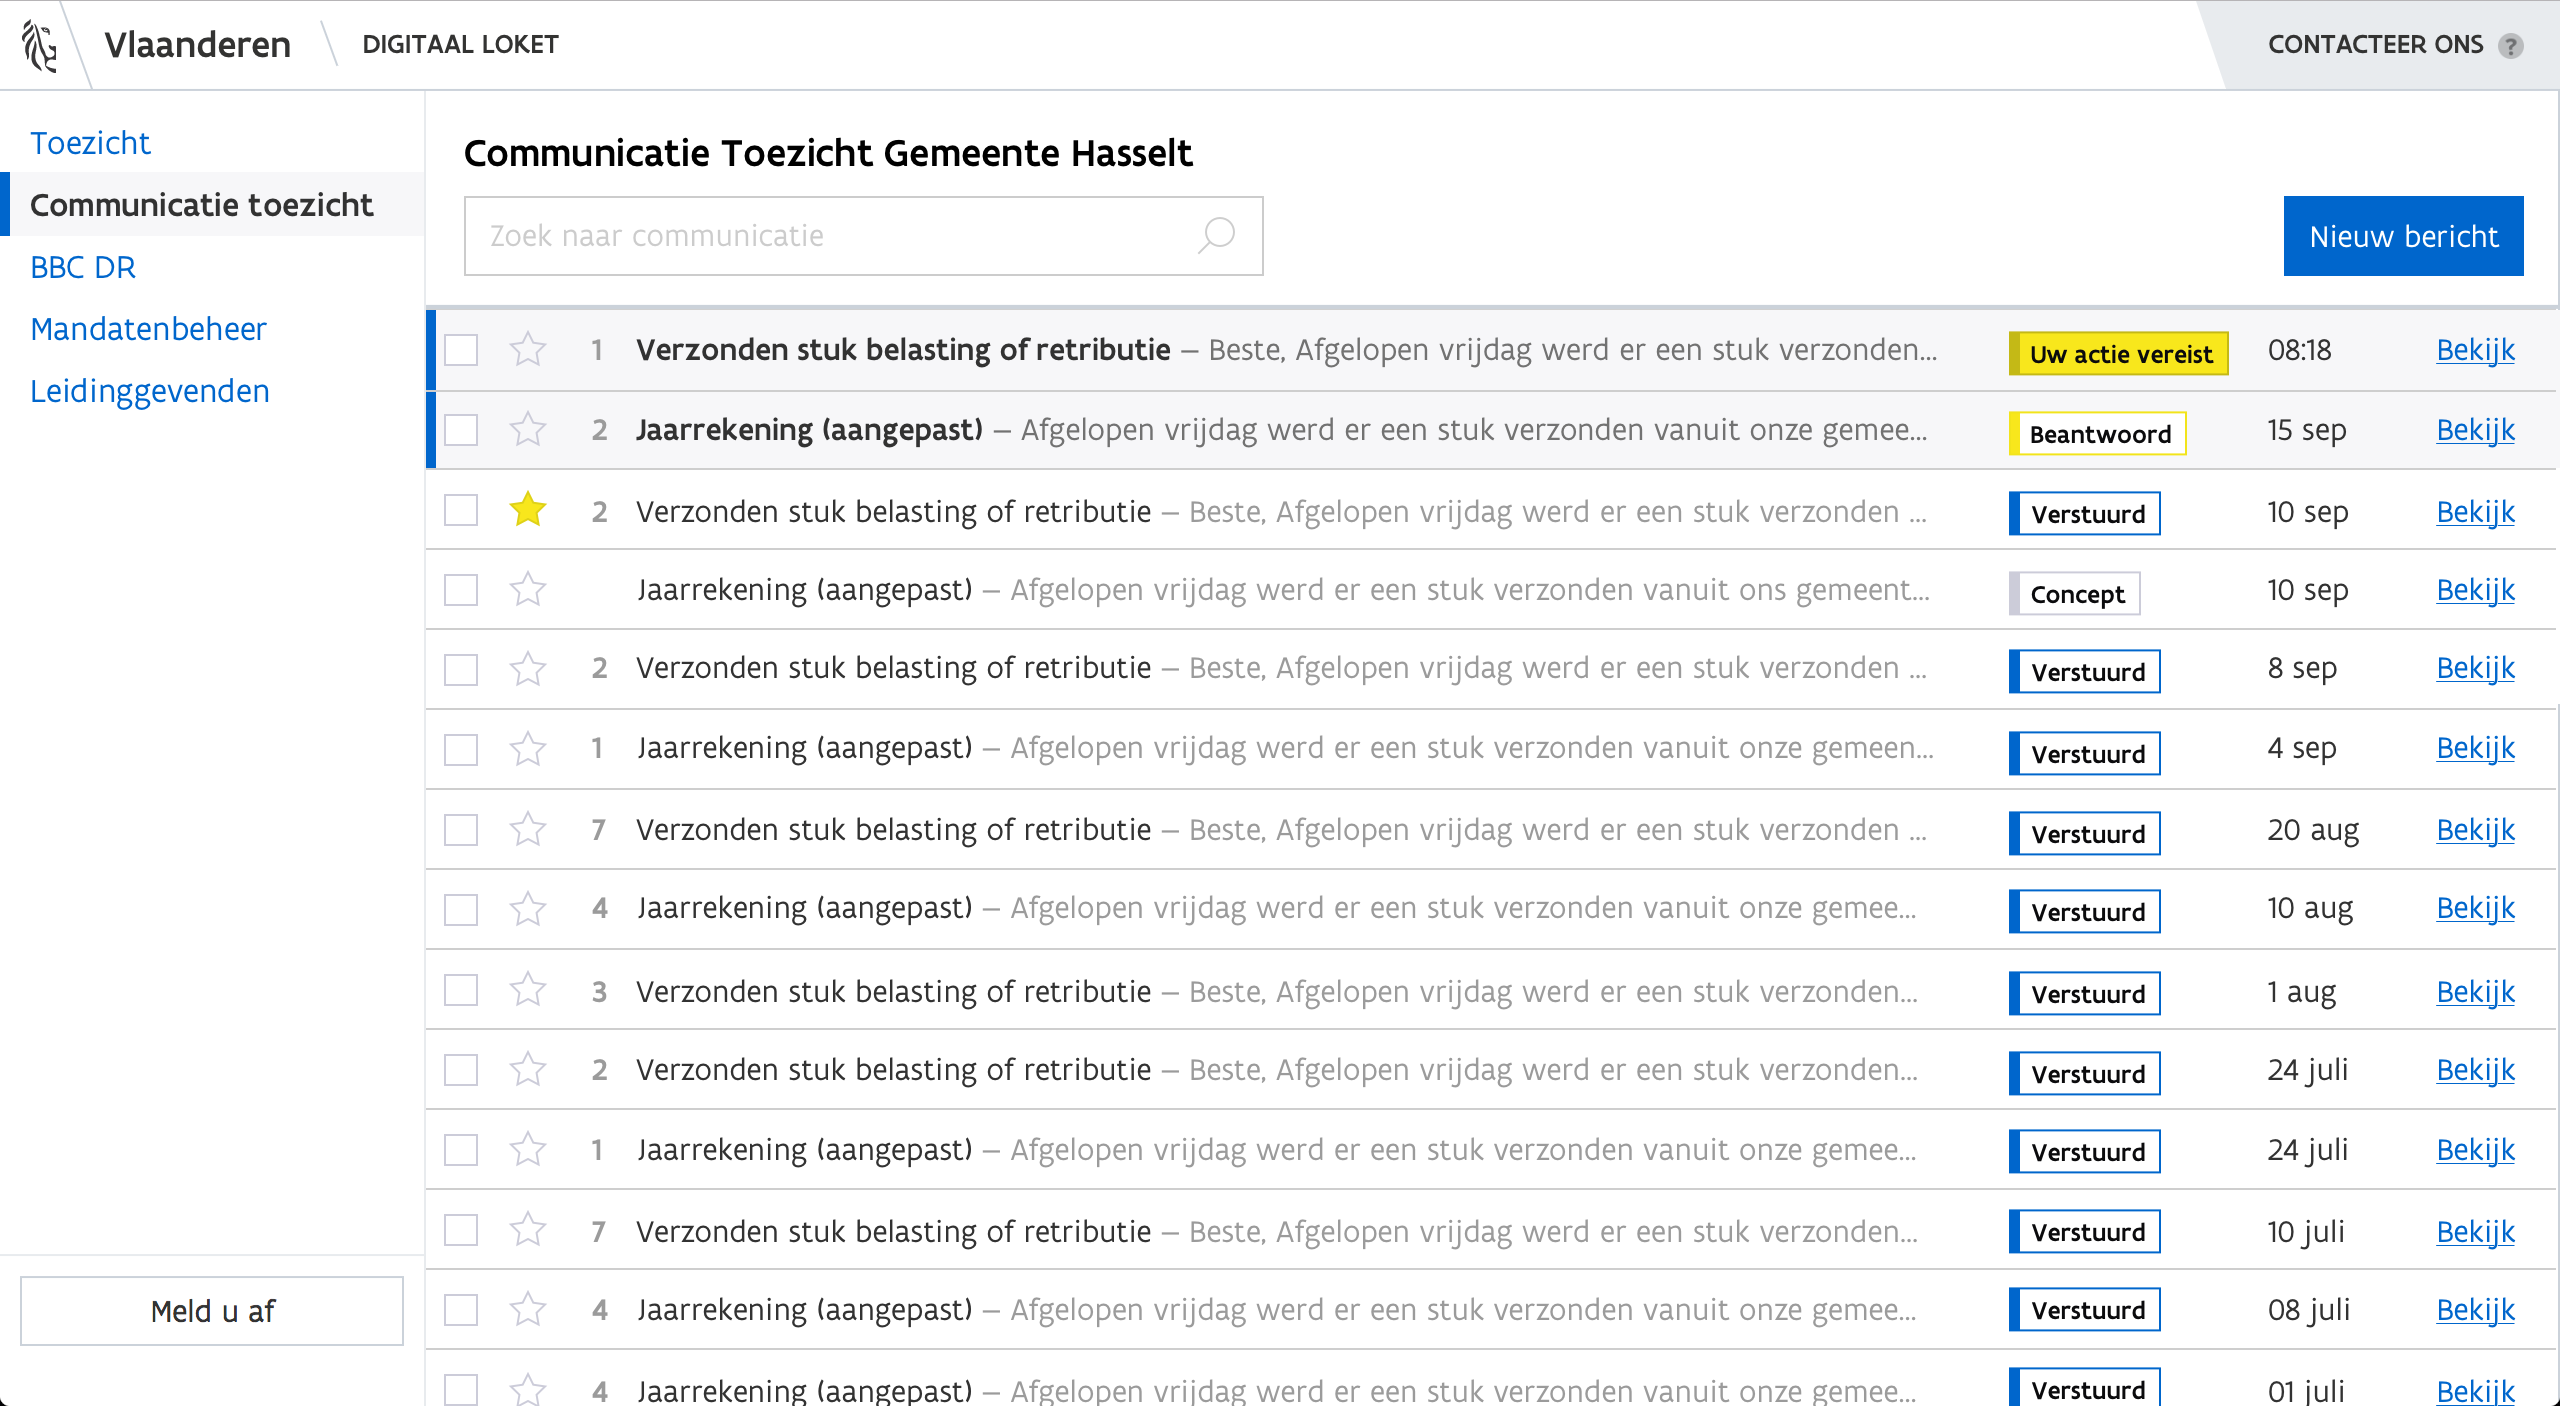 Vlaanderen DIGITAAL LOKET CONTACTEER ONS ?
Toezicht
Communicatie toezicht
BBC DR
Mandatenbeheer
Leidinggevenden
Meld u af
Communicatie Toezicht Gemeente Hasselt
Zoek naar communicatie Nieuw bericht
1 Verzonden stuk belasting of retributie – Beste, Afgelopen vrijdag werd er een stuk verzonden... Uw actie vereist 08:18 Bekijk
2 Jaarrekening (aangepast) – Afgelopen vrijdag werd er een stuk verzonden vanuit onze gemee... Beantwoord 15 sep Bekijk
2 Verzonden stuk belasting of retributie – Beste, Afgelopen vrijdag werd er een stuk verzonden ... Verstuurd 10 sep Bekijk
Jaarrekening (aangepast) – Afgelopen vrijdag werd er een stuk verzonden vanuit ons gemeent... Concept 10 sep Bekijk
2 Verzonden stuk belasting of retributie – Beste, Afgelopen vrijdag werd er een stuk verzonden ... Verstuurd 8 sep Bekijk
1 Jaarrekening (aangepast) – Afgelopen vrijdag werd er een stuk verzonden vanuit onze gemeen... Verstuurd 4 sep Bekijk
7 Verzonden stuk belasting of retributie – Beste, Afgelopen vrijdag werd er een stuk verzonden ... Verstuurd 20 aug Bekijk
4 Jaarrekening (aangepast) – Afgelopen vrijdag werd er een stuk verzonden vanuit onze gemee... Verstuurd 10 aug Bekijk
3 Verzonden stuk belasting of retributie – Beste, Afgelopen vrijdag werd er een stuk verzonden... Verstuurd 1 aug Bekijk
2 Verzonden stuk belasting of retributie – Beste, Afgelopen vrijdag werd er een stuk verzonden... Verstuurd 24 juli Bekijk
1 Jaarrekening (aangepast) – Afgelopen vrijdag werd er een stuk verzonden vanuit onze gemee... Verstuurd 24 juli Bekijk
7 Verzonden stuk belasting of retributie – Beste, Afgelopen vrijdag werd er een stuk verzonden... Verstuurd 10 juli Bekijk
4 Jaarrekening (aangepast) – Afgelopen vrijdag werd er een stuk verzonden vanuit onze gemee... Verstuurd 08 juli Bekijk
4 Jaarrekening (aangepast) – Afgelopen vrijdag werd er een stuk verzonden vanuit onze gemee... Verstuurd 01 juli Bekijk